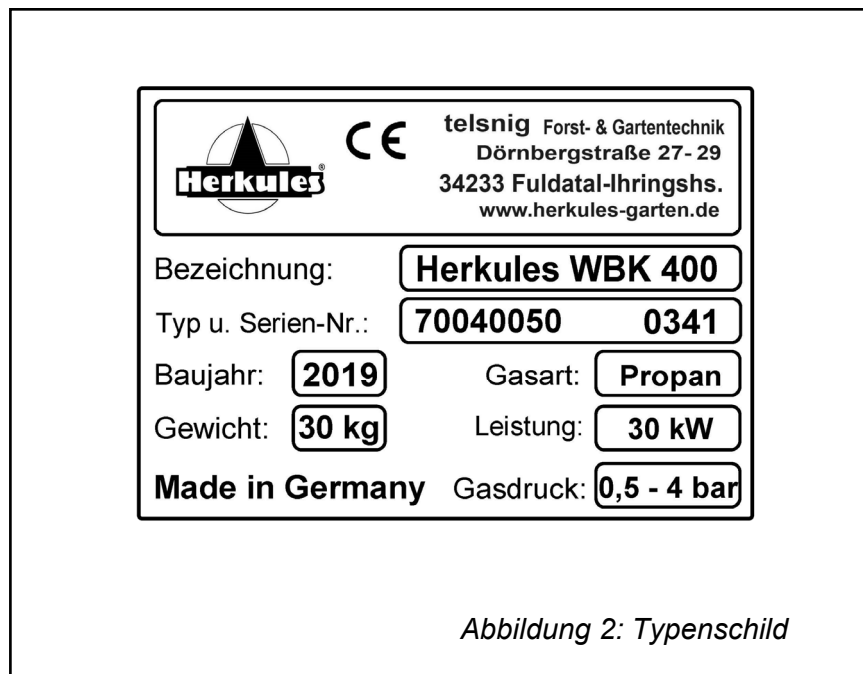 Herkules®
CE
telsnig Forst- & Gartentechnik
Dörnbergstraße 27- 29
34233 Fuldatal-Ihringshs.
www.herkules-garten.de
Bezeichnung: Herkules WBK 400
Typ u. Serien-Nr.: 70040050 0341
Baujahr: 2019 Gasart: Propan
Gewicht: 30 kg Leistung: 30 kW
Made in Germany Gasdruck: 0,5 - 4 bar
Abbildung 2: Typenschild